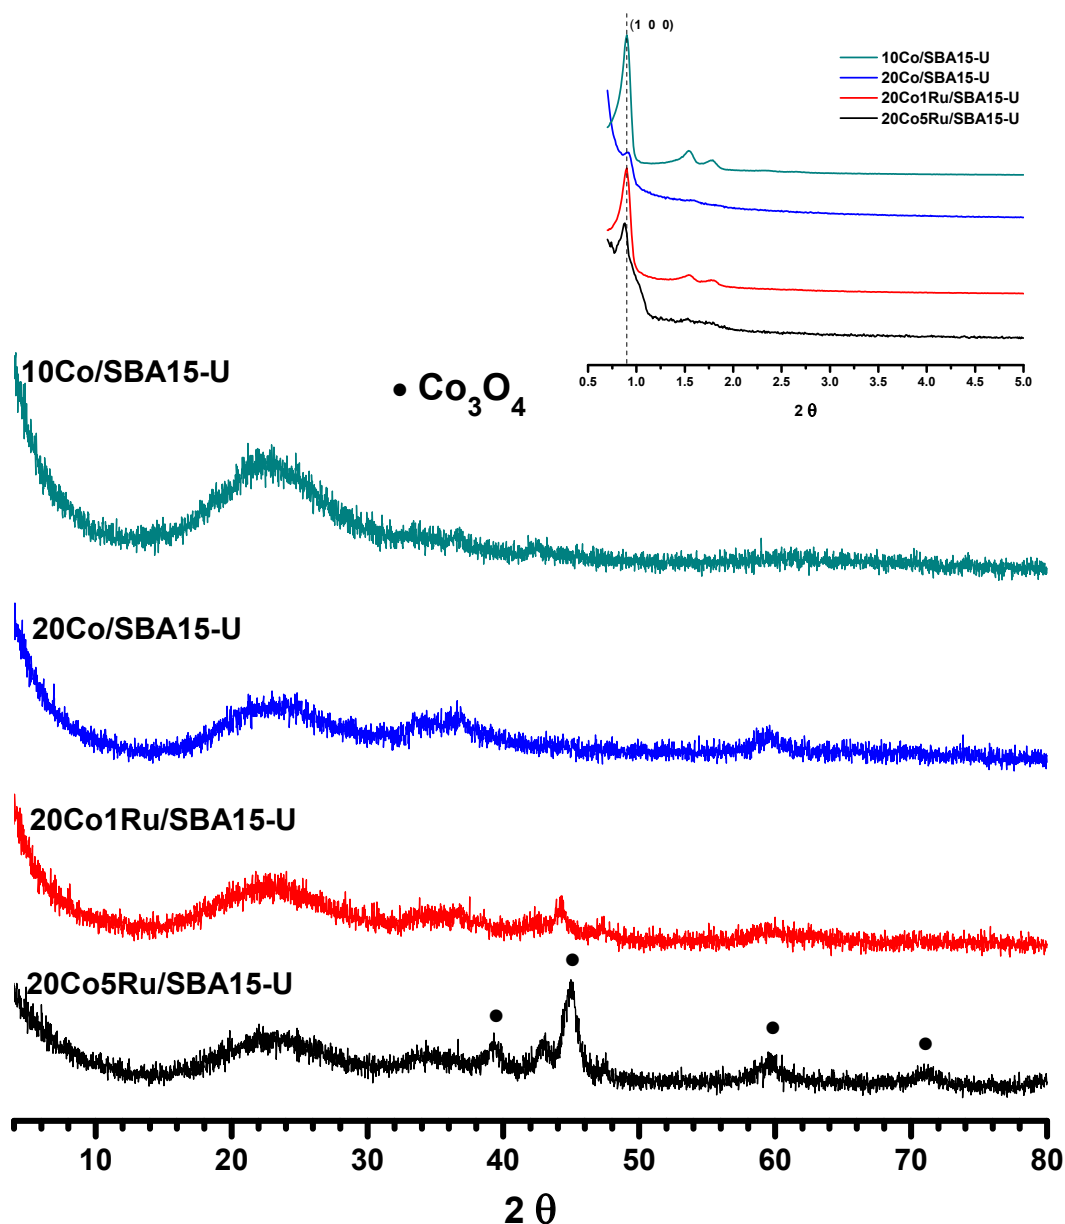 (1 0 0)
10Co/SBA15-U
20Co/SBA15-U
20Co1Ru/SBA15-U
20Co5Ru/SBA15-U
0.5 1.0 1.5 2.0 2.5 3.0 3.5 4.0 4.5 5.0
2 θ
10Co/SBA15-U
• Co₃O₄
20Co/SBA15-U
20Co1Ru/SBA15-U
20Co5Ru/SBA15-U
10 20 30 40 50 60 70 80
2 θ